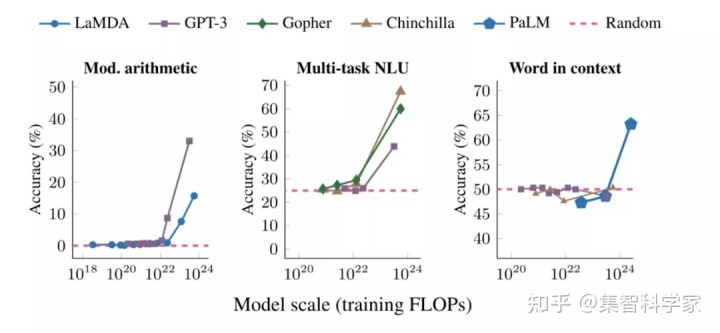 LaMDA GPT-3 Gopher Chinchilla PaLM Random
Mod. arithmetic
Accuracy (%)
50
40
30
20
10
0
10^18 10^20 10^22 10^24
Multi-task NLU
Accuracy (%)
70
60
50
40
30
20
10
0
10^20 10^22 10^24
Word in context
Accuracy (%)
70
65
60
55
50
45
40
10^20 10^22 10^24
Model scale (training FLOPs)
知乎 @集智科学家